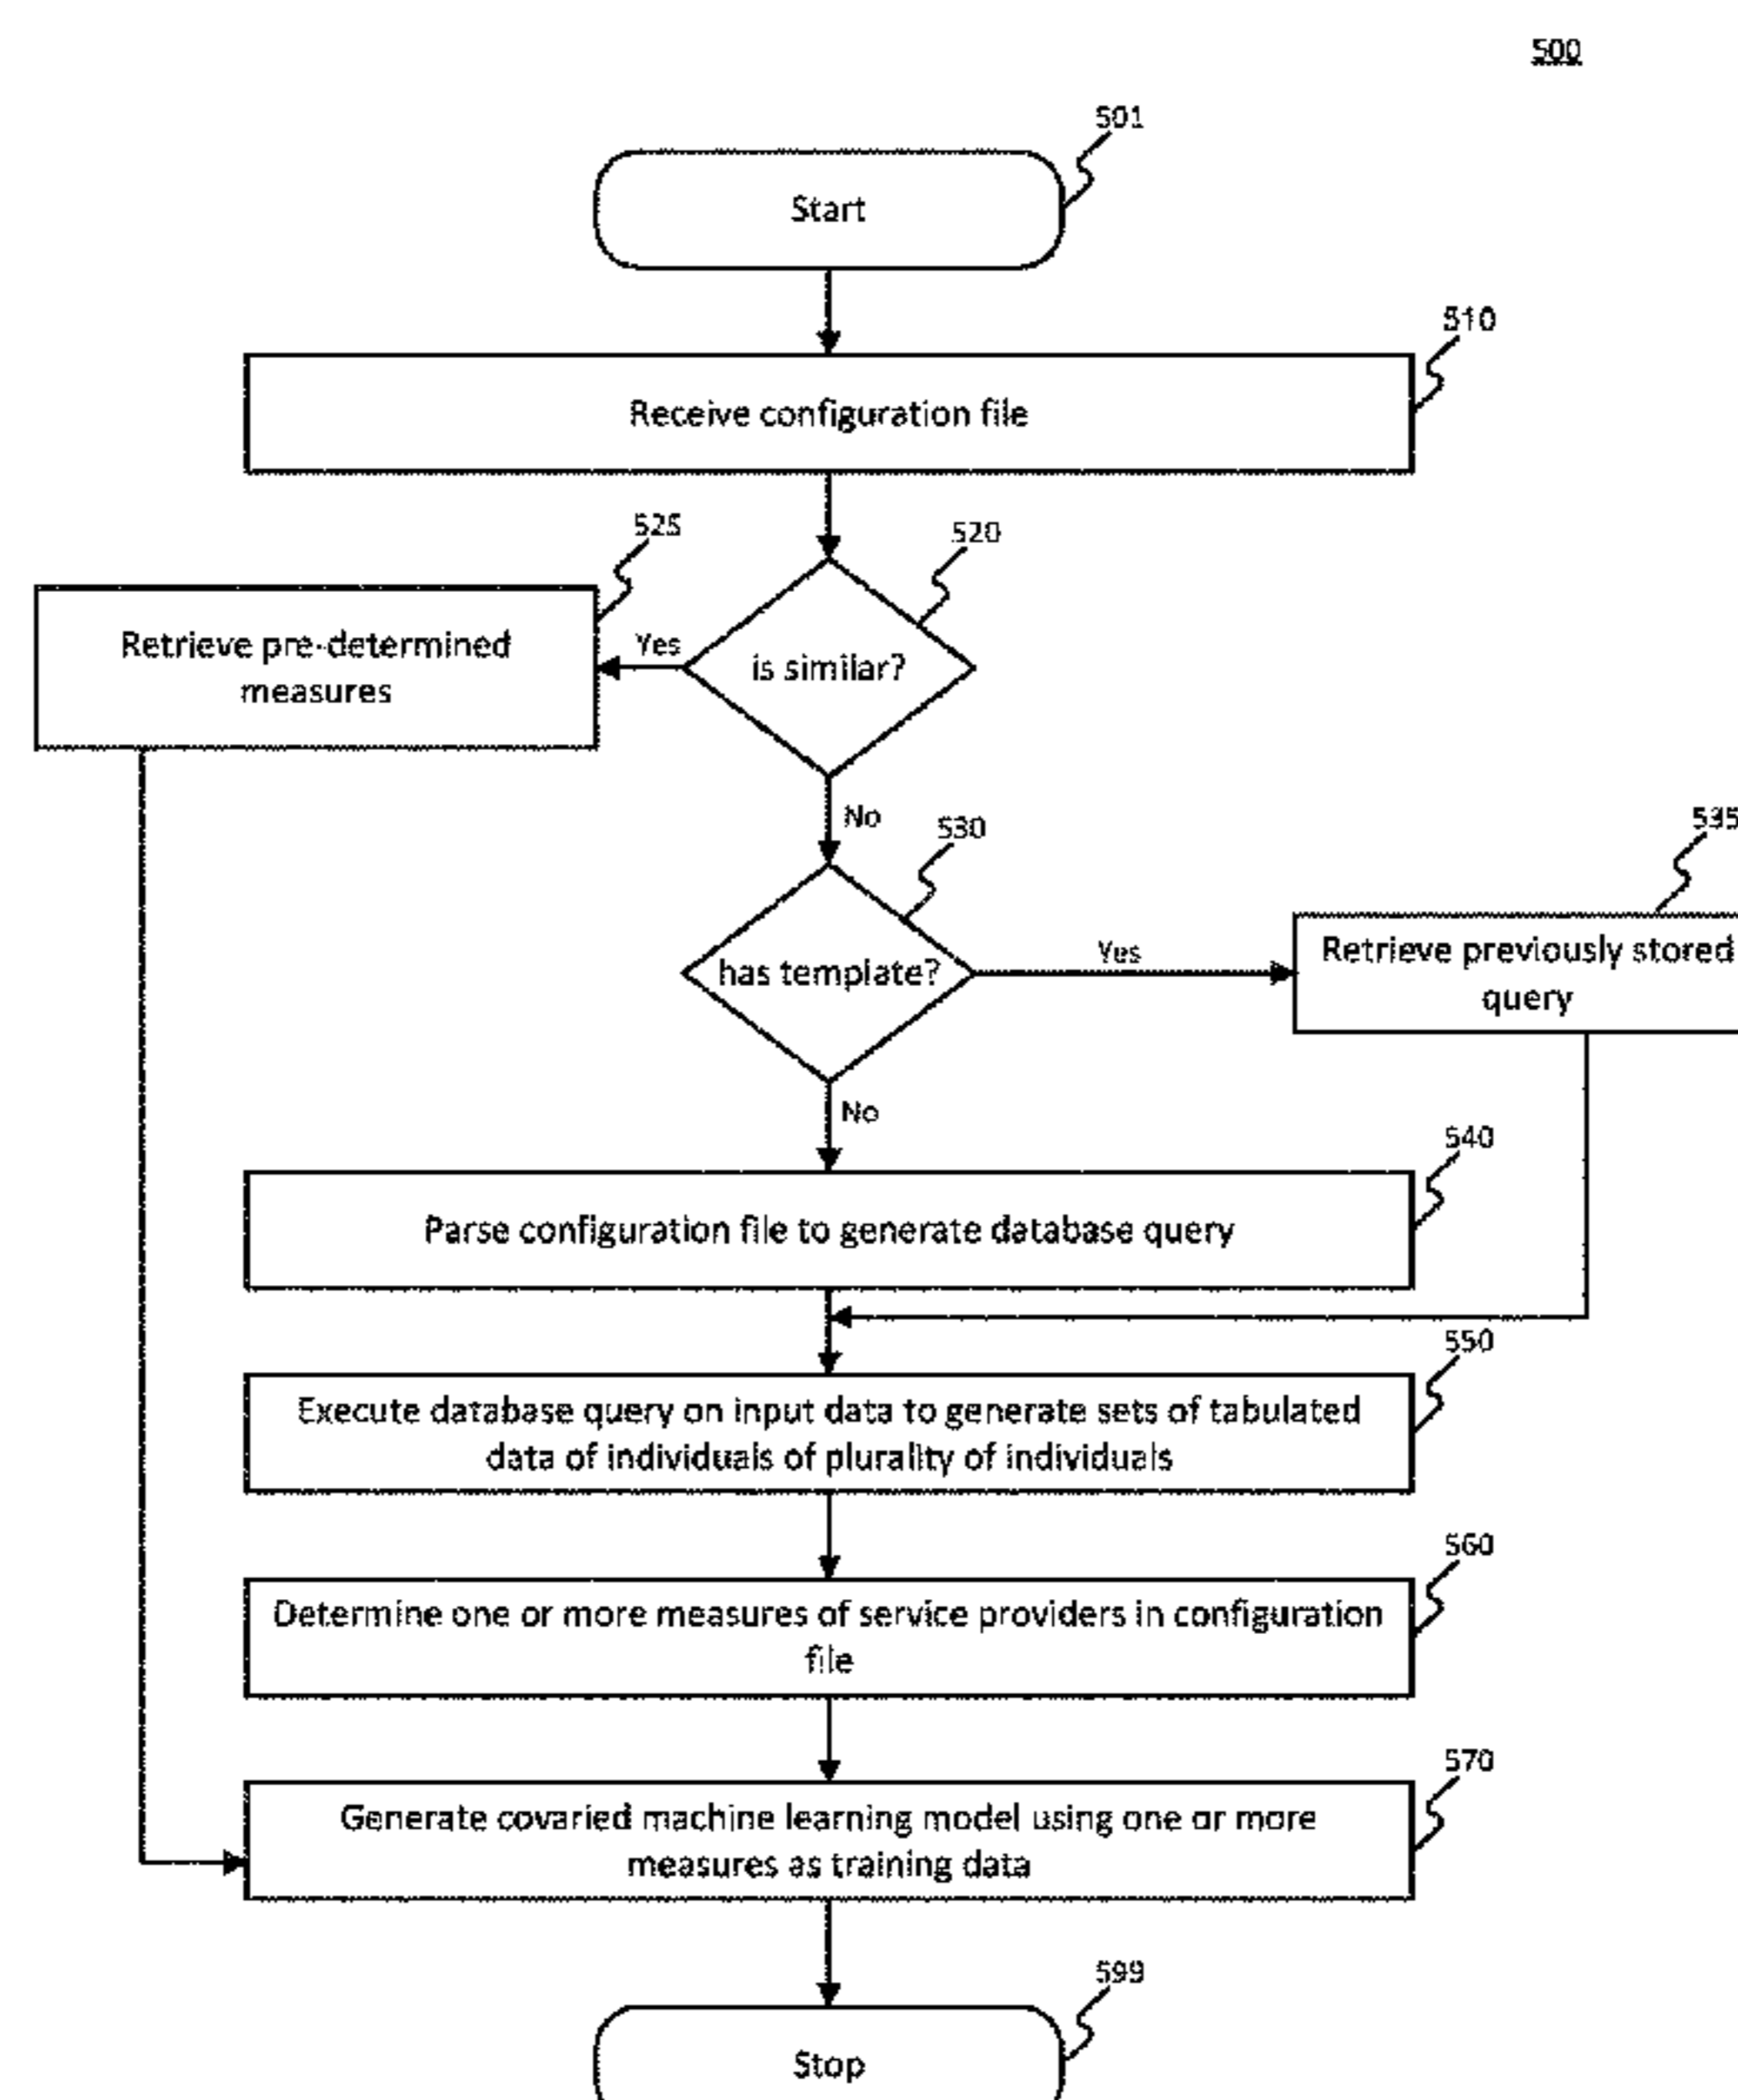 500
501
Start
510
Receive configuration file
525
520
Retrieve pre-determined
measures
Yes
is similar?
No
530
535
has template?
Yes
Retrieve previously stored
query
No
540
Parse configuration file to generate database query
550
Execute database query on input data to generate sets of tabulated
data of individuals of plurality of individuals
560
Determine one or more measures of service providers in configuration
file
570
Generate covaried machine learning model using one or more
measures as training data
599
Stop